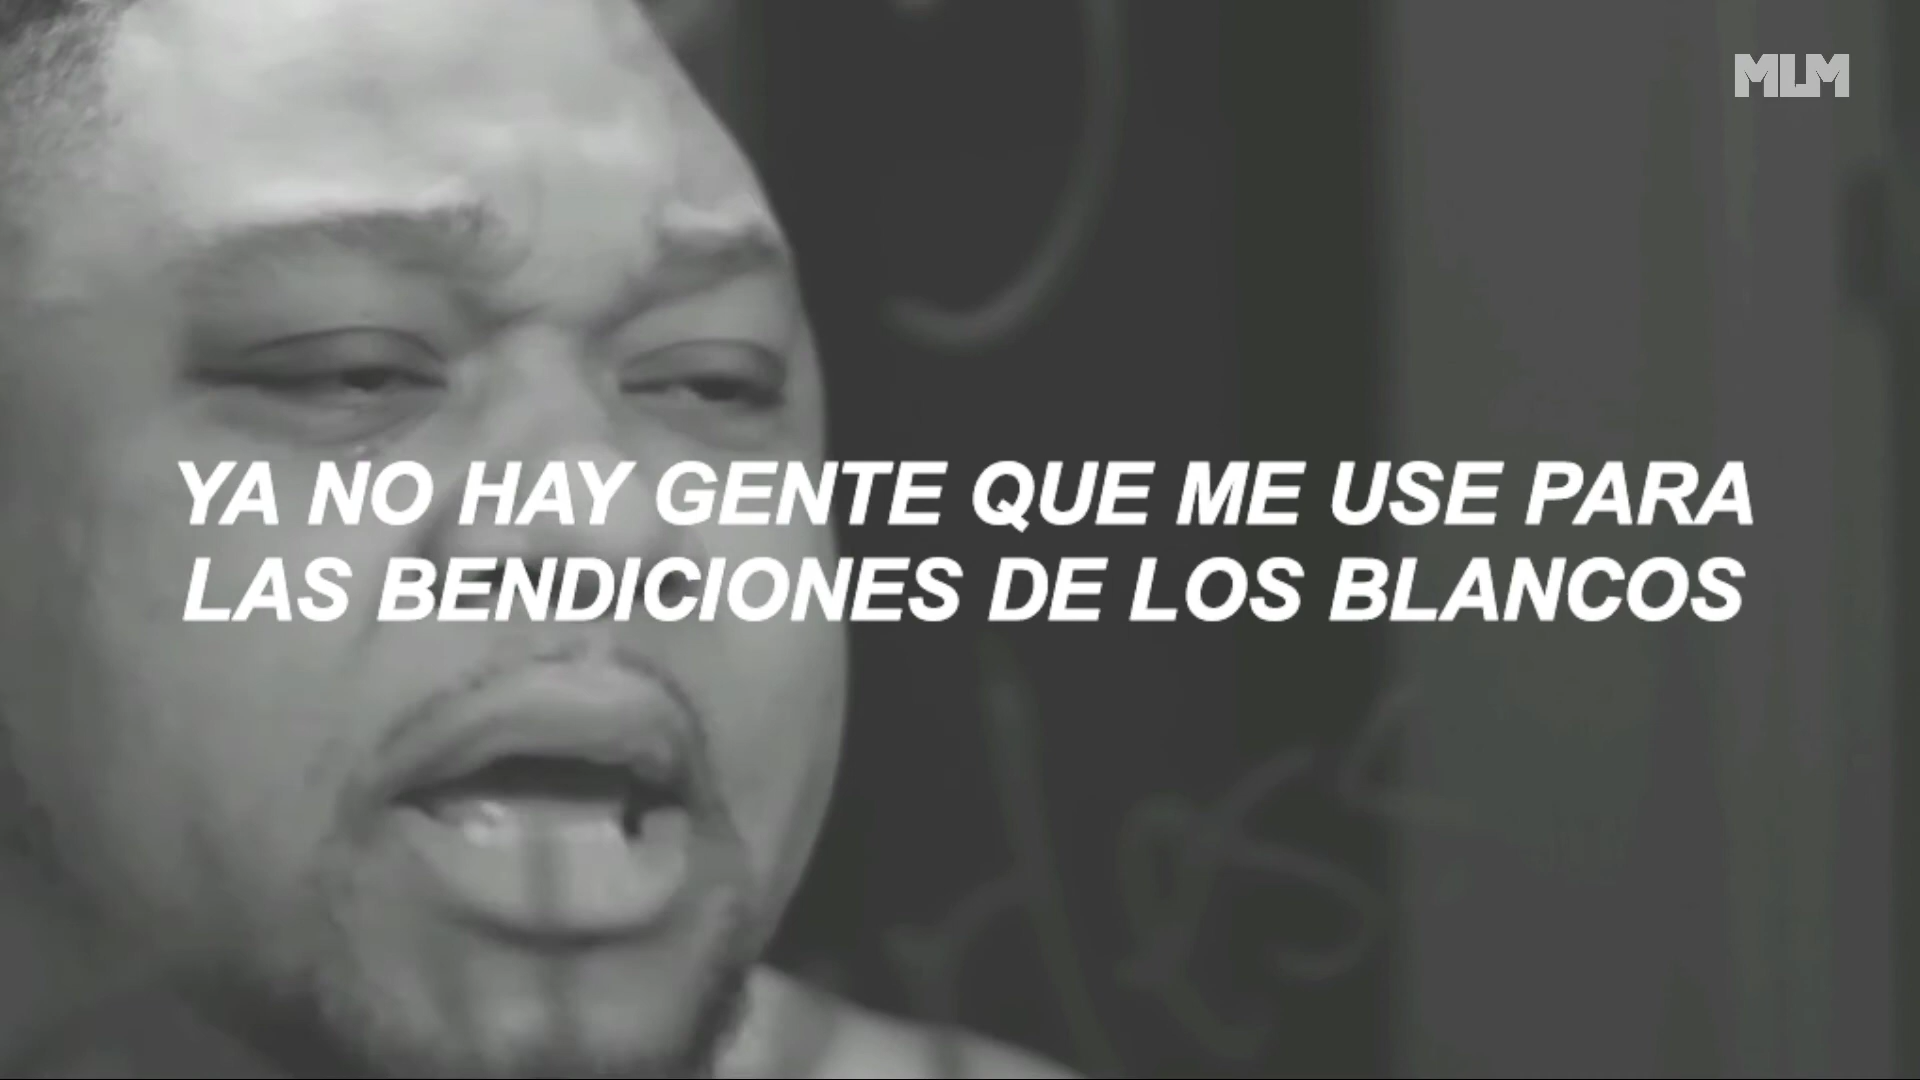 MLM
YA NO HAY GENTE QUE ME USE PARA
LAS BENDICIONES DE LOS BLANCOS